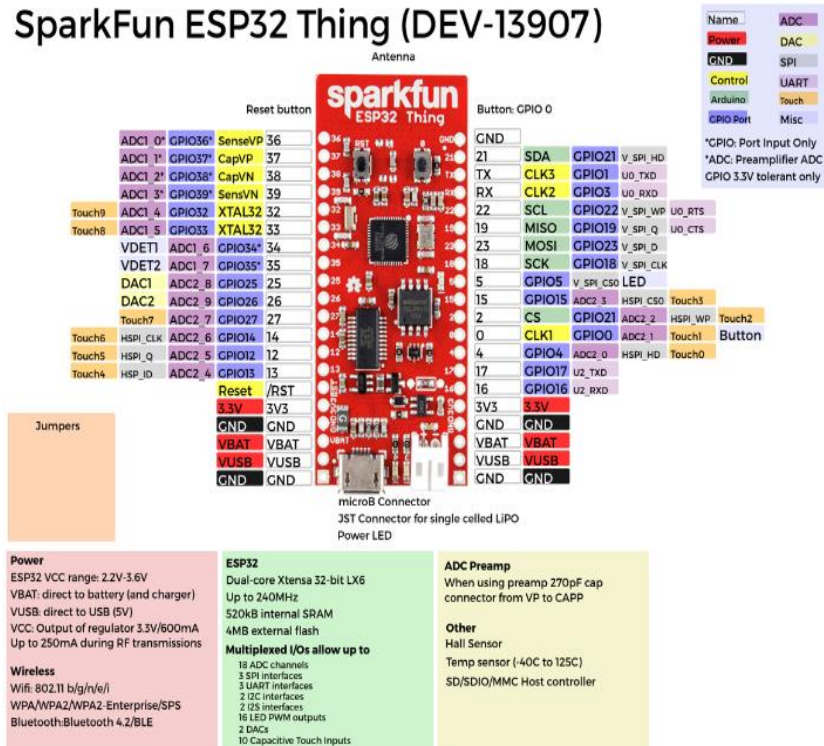 SparkFun ESP32 Thing (DEV-13907)
Name ADC
Power DAC
GND SPI
Control UART
Arduino Touch
GPIO Port Misc
*GPIO: Port Input Only
*ADC: Preamplifier ADC
GPIO 3.3V tolerant only
Antenna
Reset button
Button: GPIO 0
sparkfun
ESP32 Thing
RST
0
ADC1_0* GPIO36* SenseVP 36
ADC1_1* GPIO37* CapVP 37
ADC1_2* GPIO38* CapVN 38
ADC1_3* GPIO39* SensVN 39
Touch9 ADC1_4 GPIO32 XTAL32 32
Touch8 ADC1_5 GPIO33 XTAL32 33
VDET1 ADC1_6 GPIO34* 34
VDET2 ADC1_7 GPIO35* 35
DAC1 ADC2_8 GPIO25 25
DAC2 ADC2_9 GPIO26 26
Touch7 ADC2_7 GPIO27 27
Touch6 HSPI_CLK ADC2_6 GPIO14 14
Touch5 HSPI_Q ADC2_5 GPIO12 12
Touch4 HSP_ID ADC2_4 GPIO13 13
Reset /RST
3.3V 3V3
GND GND
VBAT VBAT
VUSB VUSB
GND GND
GND
21 SDA GPIO21 V_SPI_HD
TX CLK3 GPIO1 U0_TXD
RX CLK2 GPIO3 U0_RXD
22 SCL GPIO22 V_SPI_WP U0_RTS
19 MISO GPIO19 V_SPI_Q U0_CTS
23 MOSI GPIO23 V_SPI_D
18 SCK GPIO18 V_SPI_CLK
5 GPIO5 V_SPI_CS0 LED
15 GPIO15 ADC2_3 HSPI_CS0 Touch3
2 CS GPIO21 ADC2_2 HSPI_WP Touch2
0 CLK1 GPIO0 ADC2_1 Touch1 Button
4 GPIO4 ADC2_0 HSPI_HD Touch0
17 GPIO17 U2_TXD
16 GPIO16 U2_RXD
3V3 3.3V
GND GND
VBAT VBAT
VUSB VUSB
GND GND
Jumpers
microB Connector
JST Connector for single celled LiPO
Power LED
Power
ESP32 VCC range: 2.2V-3.6V
VBAT: direct to battery (and charger)
VUSB: direct to USB (5V)
VCC: Output of regulator 3.3V/600mA
Up to 250mA during RF transmissions
Wireless
Wifi: 802.11 b/g/n/e/i
WPA/WPA2/WPA2-Enterprise/SPS
Bluetooth:Bluetooth 4.2/BLE
ESP32
Dual-core Xtensa 32-bit LX6
Up to 240MHz
520kB internal SRAM
4MB external flash
Multiplexed I/Os allow up to
18 ADC channels
3 SPI interfaces
3 UART interfaces
2 I2C interfaces
2 I2S interfaces
16 LED PWM outputs
2 DACs
10 Capacitive Touch Inputs
ADC Preamp
When using preamp 270pF cap
connector from VP to CAPP
Other
Hall Sensor
Temp sensor (-40C to 125C)
SD/SDIO/MMC Host controller